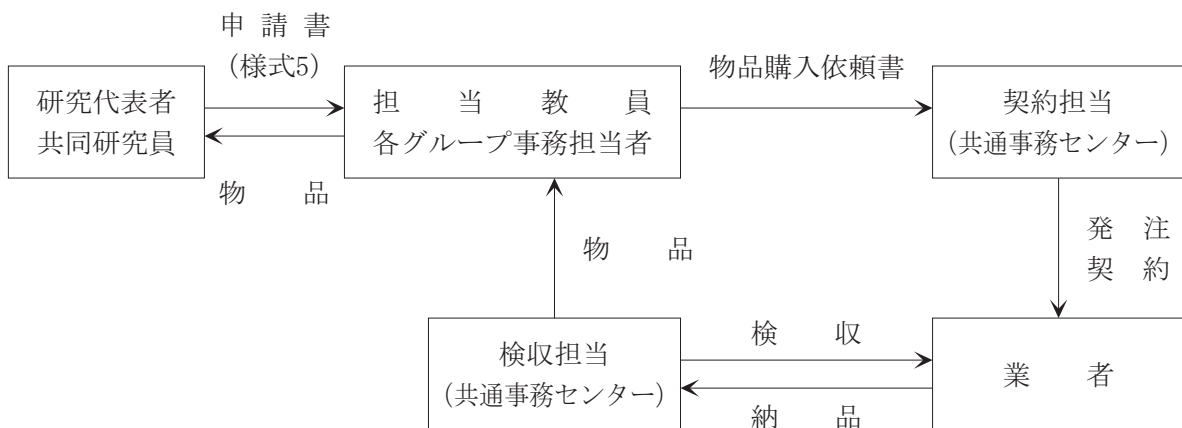 申請書
（様式5）
研究代表者
共同研究員
物　　品
担　当　教　員
各グループ事務担当者
物品購入依頼書
契約担当
（共通事務センター）
発　注
契　約
物　　品
検収担当
（共通事務センター）
検　　収
納　　品
業　　者